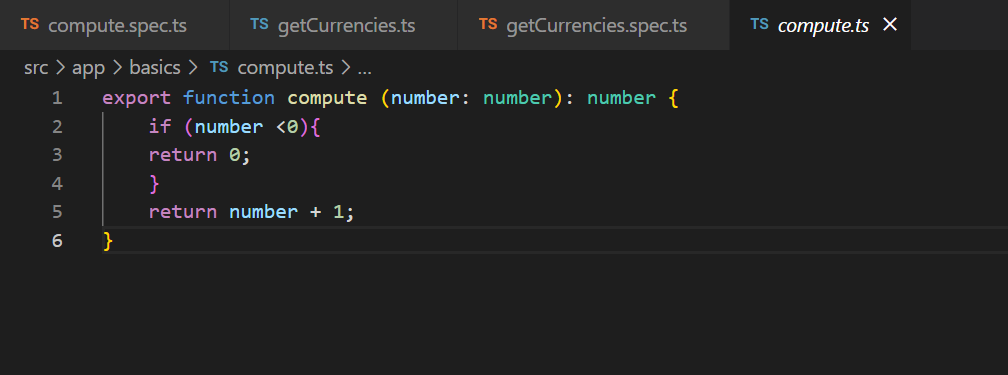 TS compute.spec.ts TS getCurrencies.ts TS getCurrencies.spec.ts TS compute.ts ×
src > app > basics > TS compute.ts > ...
1 export function compute (number: number): number {
2 if (number <0){
3 return 0;
4 }
5 return number + 1;
6 }